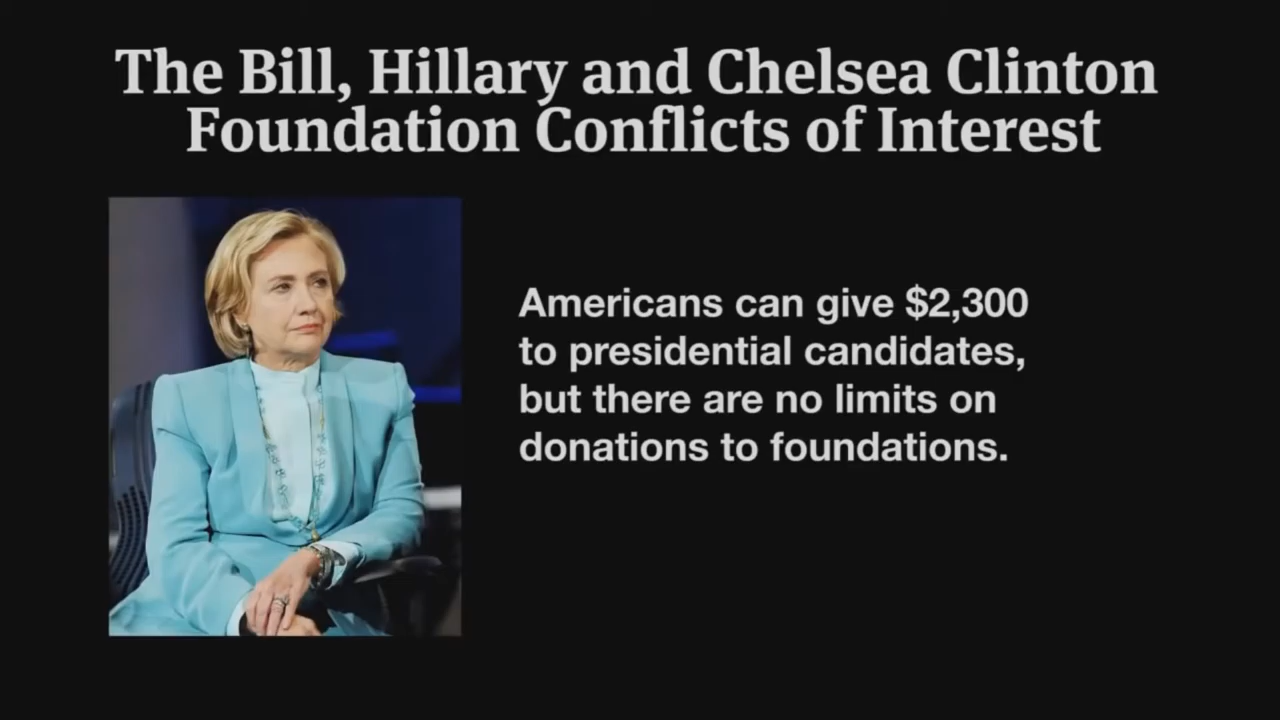 The Bill, Hillary and Chelsea Clinton
Foundation Conflicts of Interest
Americans can give $2,300
to presidential candidates,
but there are no limits on
donations to foundations.